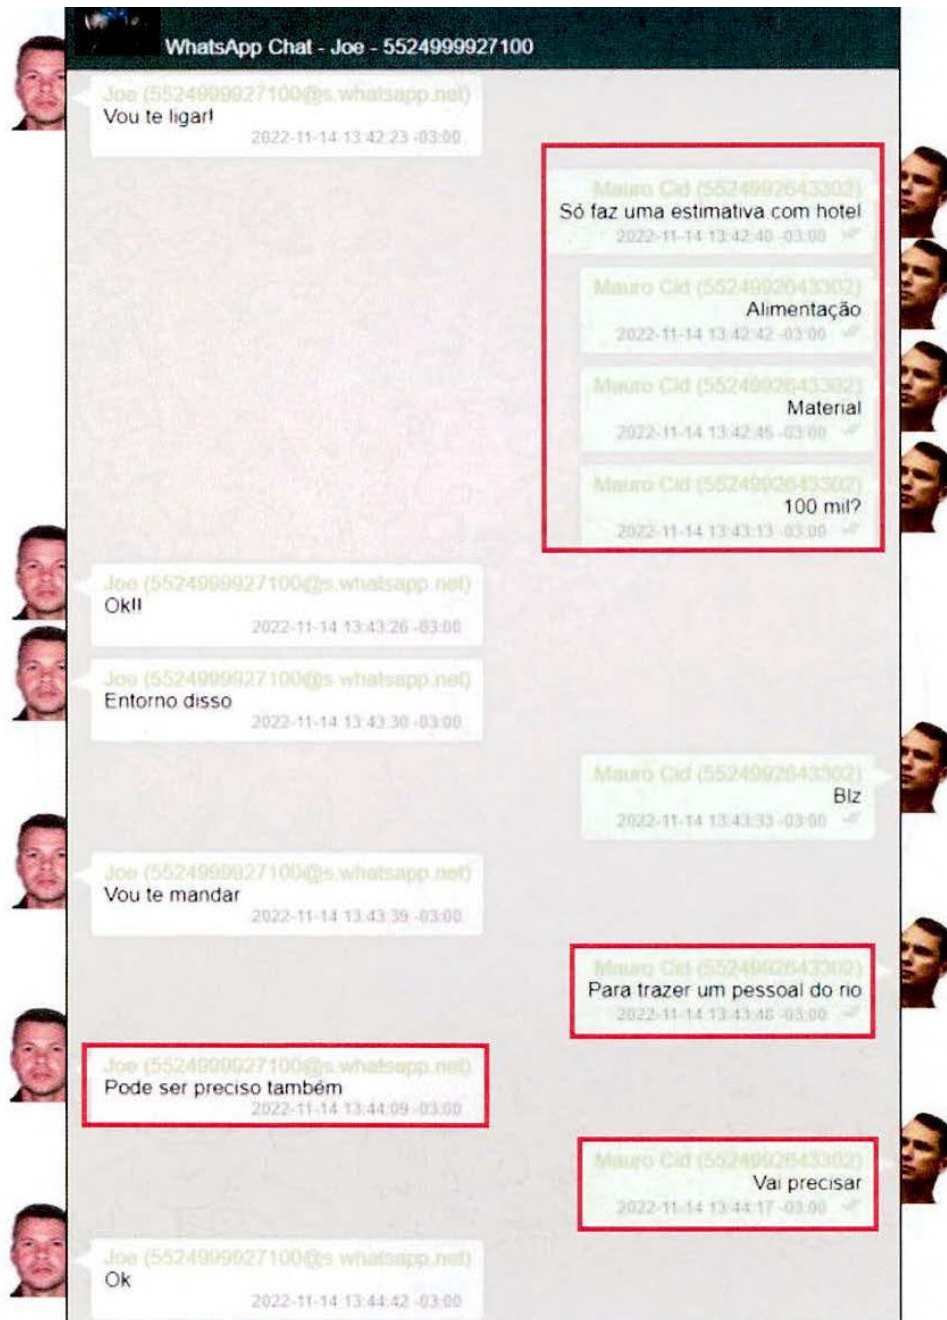 WhatsApp Chat - Joe - 5524999927100
Joe (5524999927100@s.whatsapp.net)
Vou te ligar!
2022-11-14 13:42:23 -03:00
Mauro Cid (5524992643302)
Só faz uma estimativa com hotel
2022-11-14 13:42:40 -03:00
Mauro Cid (5524992643302)
Alimentação
2022-11-14 13:42:42 -03:00
Mauro Cid (5524992643302)
Material
2022-11-14 13:42:45 -03:00
Mauro Cid (5524992643302)
100 mil?
2022-11-14 13:43:13 -03:00
Joe (5524999927100@s.whatsapp.net)
Ok!!
2022-11-14 13:43:26 -03:00
Joe (5524999927100@s.whatsapp.net)
Entorno disso
2022-11-14 13:43:30 -03:00
Mauro Cid (5524992643302)
Blz
2022-11-14 13:43:33 -03:00
Joe (5524999927100@s.whatsapp.net)
Vou te mandar
2022-11-14 13:43:39 -03:00
Mauro Cid (5524992643302)
Para trazer um pessoal do rio
2022-11-14 13:43:48 -03:00
Joe (5524999927100@s.whatsapp.net)
Pode ser preciso também
2022-11-14 13:44:09 -03:00
Mauro Cid (5524992643302)
Vai precisar
2022-11-14 13:44:17 -03:00
Joe (5524999927100@s.whatsapp.net)
Ok
2022-11-14 13:44:42 -03:00